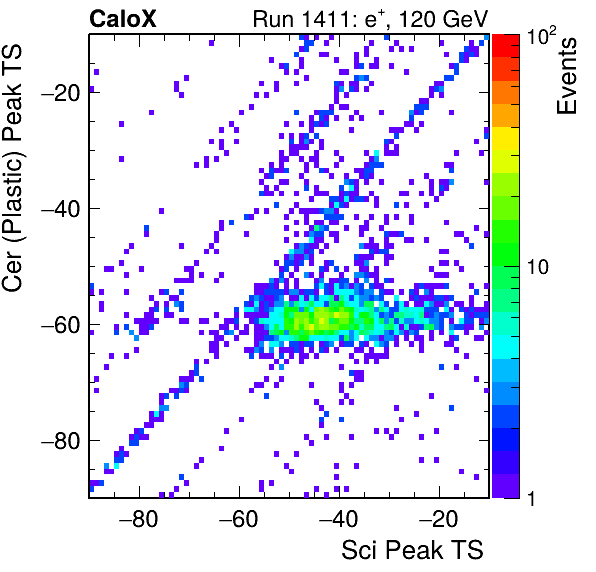 CaloX Run 1411: e⁺, 120 GeV
Cer (Plastic) Peak TS
−20
−40
−60
−80
−80 −60 −40 −20
Sci Peak TS
10²
10
1
Events